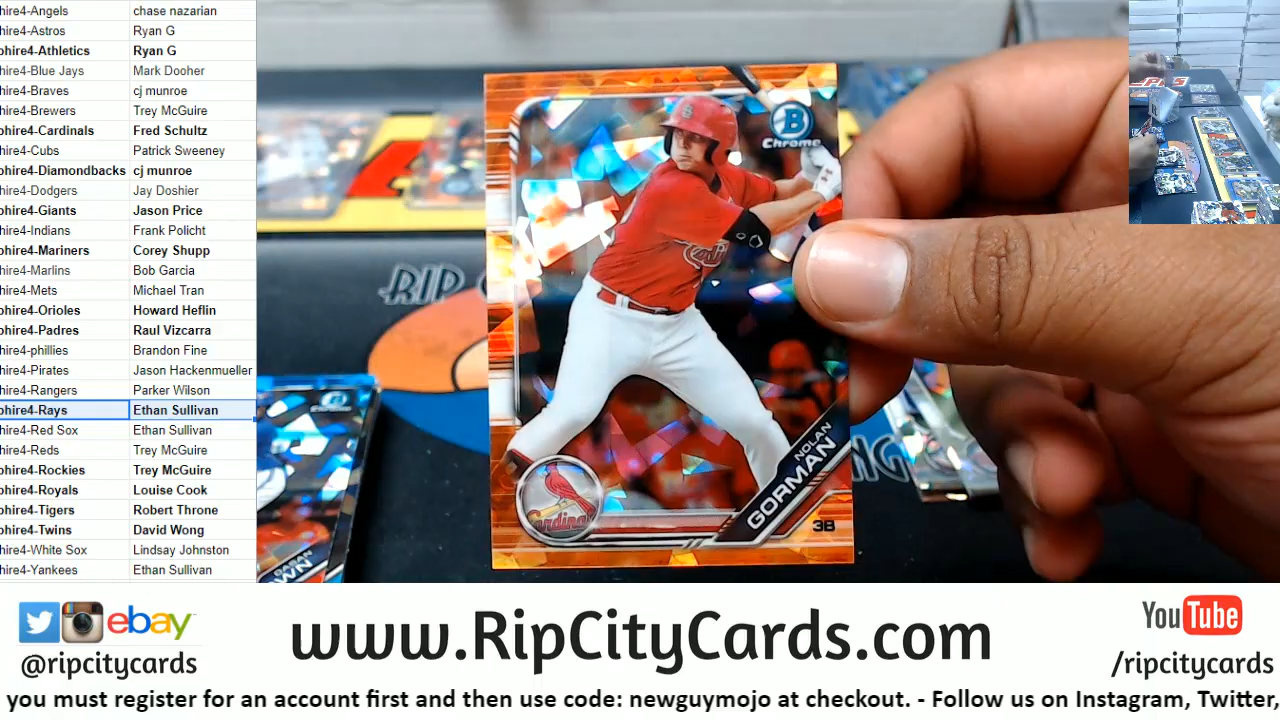 hire4-Angels chase nazarian
hire4-Astros Ryan G
phire4-Athletics Ryan G
hire4-Blue Jays Mark Dooher
hire4-Braves cj munroe
hire4-Brewers Trey McGuire
phire4-Cardinals Fred Schultz
hire4-Cubs Patrick Sweeney
phire4-Diamondbacks cj munroe
hire4-Dodgers Jay Doshier
phire4-Giants Jason Price
hire4-Indians Frank Policht
phire4-Mariners Corey Shupp
hire4-Marlins Bob Garcia
hire4-Mets Michael Tran
phire4-Orioles Howard Heflin
phire4-Padres Raul Vizcarra
hire4-phillies Brandon Fine
hire4-Pirates Jason Hackenmueller
hire4-Rangers Parker Wilson
phire4-Rays Ethan Sullivan
hire4-Red Sox Ethan Sullivan
hire4-Reds Trey McGuire
phire4-Rockies Trey McGuire
phire4-Royals Louise Cook
phire4-Tigers Robert Throne
phire4-Twins David Wong
hire4-White Sox Lindsay Johnston
hire4-Yankees Ethan Sullivan
B
Chrome
RIP
NOLAN
GORMAN
3B
Cardinals
ebay
@ripcitycards
www.RipCityCards.com
YouTube
/ripcitycards
you must register for an account first and then use code: newguymojo at checkout. - Follow us on Instagram, Twitter,